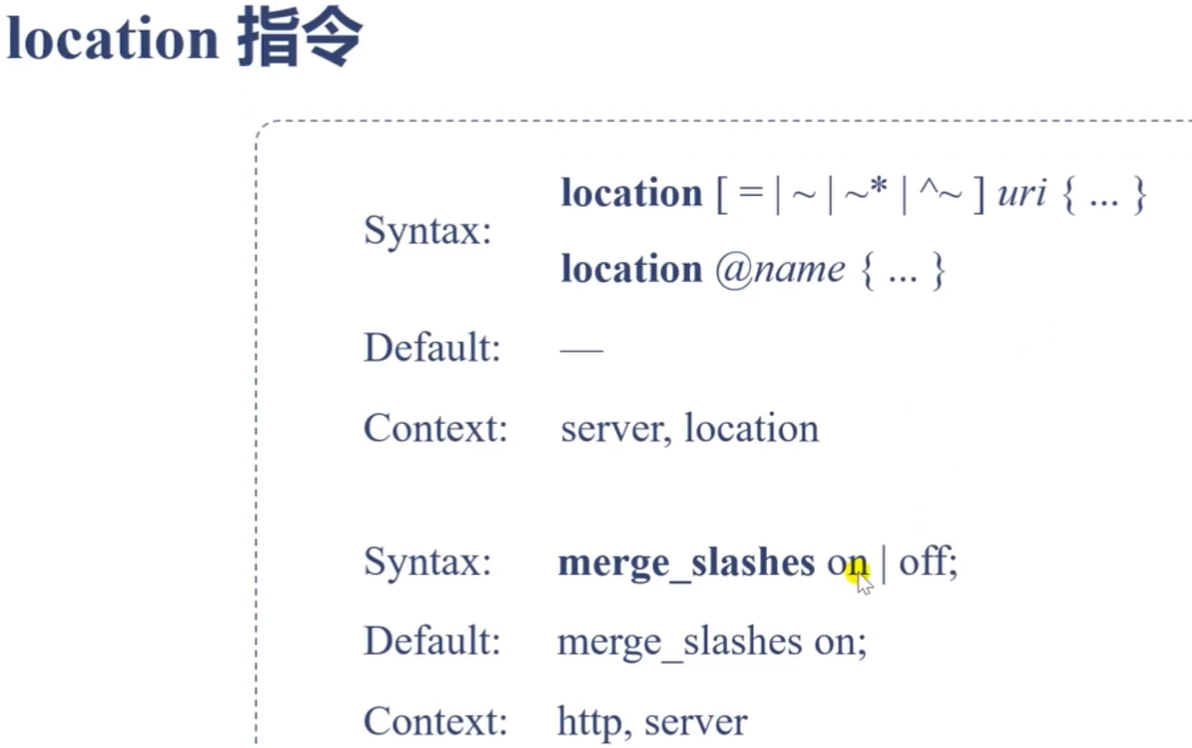 location 指令
Syntax: location [ = | ~ | ~* | ^~ ] uri { ... }
location @name { ... }
Default: —
Context: server, location
Syntax: merge_slashes on | off;
Default: merge_slashes on;
Context: http, server